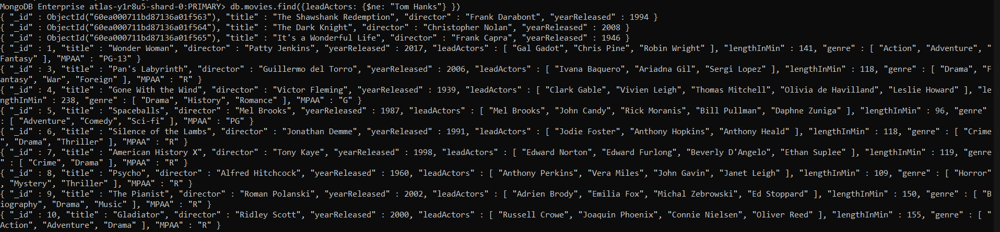 MongoDB Enterprise atlas-y1r8u5-shard-0:PRIMARY> db.movies.find({leadActors: {$ne: "Tom Hanks"} })
{ "_id" : ObjectId("60ea000711bd87136a01f563"), "title" : "The Shawshank Redemption", "director" : "Frank Darabont", "yearReleased" : 1994 }
{ "_id" : ObjectId("60ea000711bd87136a01f564"), "title" : "The Dark Knight", "director" : "Christopher Nolan", "yearReleased" : 2008 }
{ "_id" : ObjectId("60ea000711bd87136a01f565"), "title" : "It's a Wonderful Life", "director" : "Frank Capra", "yearReleased" : 1946 }
{ "_id" : 1, "title" : "Wonder Woman", "director" : "Patty Jenkins", "yearReleased" : 2017, "leadActors" : [ "Gal Gadot", "Chris Pine", "Robin Wright" ], "lengthInMin" : 141, "genre" : [ "Action", "Adventure", "
Fantasy" ], "MPAA" : "PG-13" }
{ "_id" : 3, "title" : "Pan's Labyrinth", "director" : "Guillermo del Torro", "yearReleased" : 2006, "leadActors" : [ "Ivana Baquero", "Ariadna Gil", "Sergi Lopez" ], "lengthInMin" : 118, "genre" : [ "Drama", "F
antasy", "War", "Foreign" ], "MPAA" : "R" }
{ "_id" : 4, "title" : "Gone With the Wind", "director" : "Victor Fleming", "yearReleased" : 1939, "leadActors" : [ "Clark Gable", "Vivien Leigh", "Thomas Mitchell", "Olivia de Havilland", "Leslie Howard" ], "le
ngthInMin" : 238, "genre" : [ "Drama", "History", "Romance" ], "MPAA" : "G" }
{ "_id" : 5, "title" : "Spaceballs", "director" : "Mel Brooks", "yearReleased" : 1987, "leadActors" : [ "Mel Brooks", "John Candy", "Rick Moranis", "Bill Pullman", "Daphne Zuniga" ], "lengthInMin" : 96, "genre"
: [ "Adventure", "Comedy", "Sci-fi" ], "MPAA" : "PG" }
{ "_id" : 6, "title" : "Silence of the Lambs", "director" : "Jonathan Demme", "yearReleased" : 1991, "leadActors" : [ "Jodie Foster", "Anthony Hopkins", "Anthony Heald" ], "lengthInMin" : 118, "genre" : [ "Crime
", "Drama", "Thriller" ], "MPAA" : "R" }
{ "_id" : 7, "title" : "American History X", "director" : "Tony Kaye", "yearReleased" : 1998, "leadActors" : [ "Edward Norton", "Edward Furlong", "Beverly D'Angelo", "Ethan Suplee" ], "lengthInMin" : 119, "genre
" : [ "Crime", "Drama" ], "MPAA" : "R" }
{ "_id" : 8, "title" : "Psycho", "director" : "Alfred Hitchcock", "yearReleased" : 1960, "leadActors" : [ "Anthony Perkins", "Vera Miles", "John Gavin", "Janet Leigh" ], "lengthInMin" : 109, "genre" : [ "Horror"
, "Mystery", "Thriller" ], "MPAA" : "R" }
{ "_id" : 9, "title" : "The Pianist", "director" : "Roman Polanski", "yearReleased" : 2002, "leadActors" : [ "Adrien Brody", "Emilia Fox", "Michal Zebrowski", "Ed Stoppard" ], "lengthInMin" : 150, "genre" : [ "B
iography", "Drama", "Music" ], "MPAA" : "R" }
{ "_id" : 10, "title" : "Gladiator", "director" : "Ridley Scott", "yearReleased" : 2000, "leadActors" : [ "Russell Crowe", "Joaquin Phoenix", "Connie Nielsen", "Oliver Reed" ], "lengthInMin" : 155, "genre" : [ "
Action", "Adventure", "Drama" ], "MPAA" : "R" }